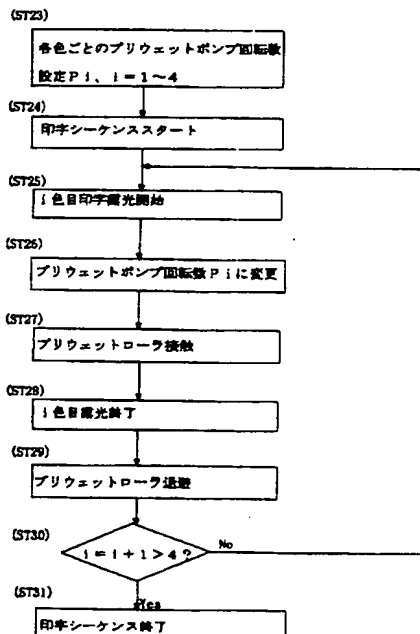 (ST23)
各色ごとのプリウェットポンプ回転数
設定Pi、i=1~4
(ST24)
印字シーケンススタート
(ST25)
i色目印字露光開始
(ST26)
プリウェットポンプ回転数Piに変更
(ST27)
プリウェットローラ接触
(ST28)
i色目露光終了
(ST29)
プリウェットローラ退避
(ST30)
i=i+1>4?
No
(ST31)
Yes
印字シーケンス終了